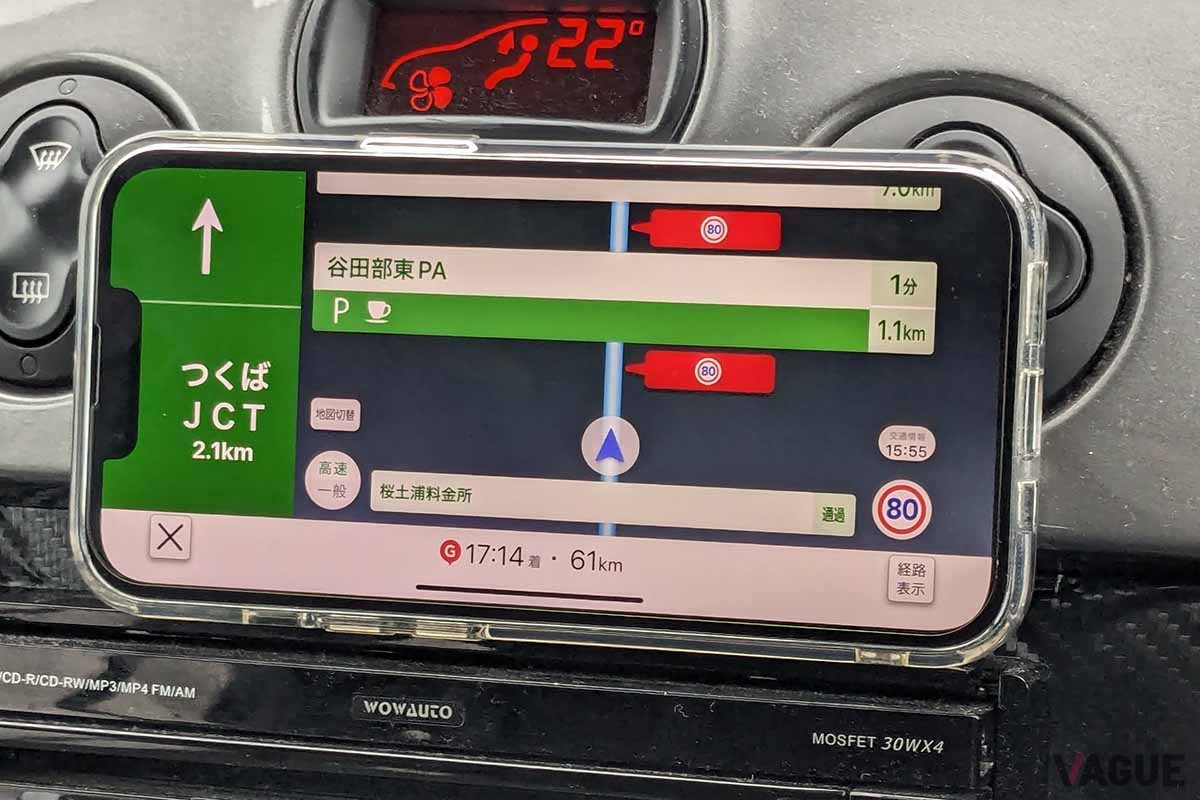 22°
7.0km
80
谷田部東PA
1分
P
1.1km
80
つくば
JCT
2.1km
地図切替
高速
一般
桜土浦料金所
通過
交通情報
15:55
80
G 17:14 着・61km
経路
表示
/CD-R/CD-RW/MP3/MP4 FM/AM
WOWAUTO
MOSFET 30WX4
VAGUE